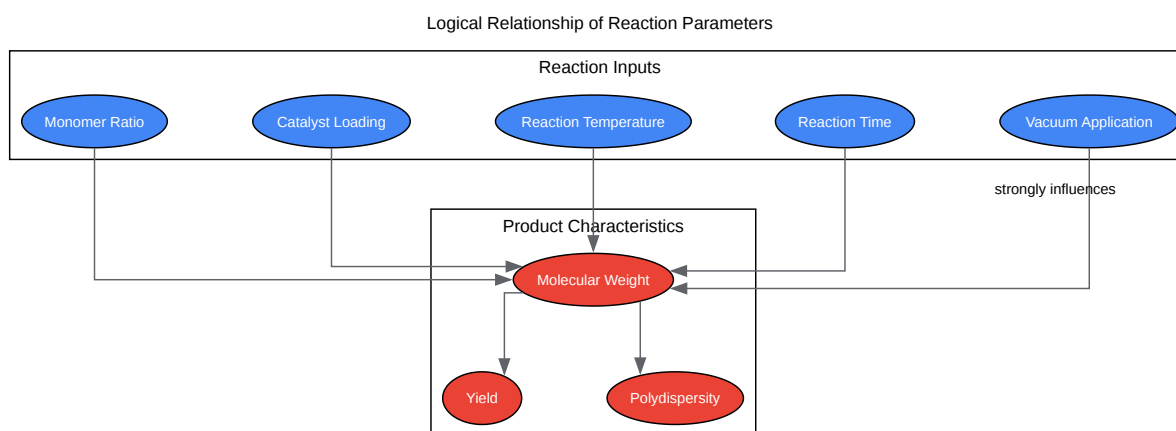 Logical Relationship of Reaction Parameters
Reaction Inputs
Monomer Ratio
Catalyst Loading
Reaction Temperature
Reaction Time
Vacuum Application
strongly influences
Product Characteristics
Molecular Weight
Yield
Polydispersity